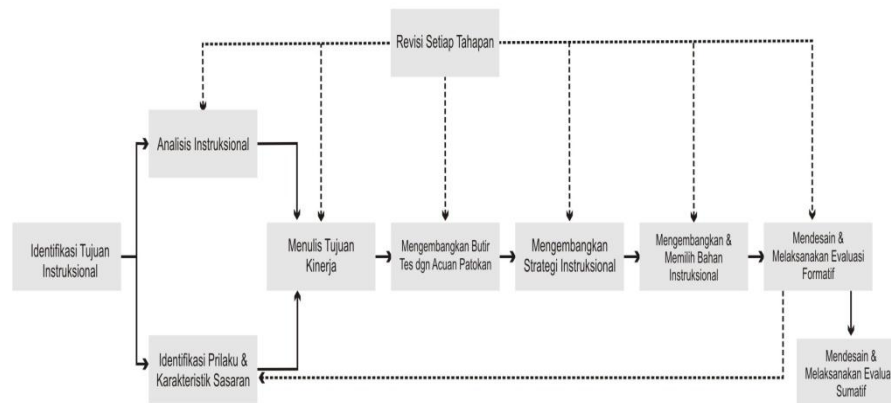 Revisi Setiap Tahapan
Analisis Instruksional
Identifikasi Tujuan
Instruksional
Menulis Tujuan
Kinerja
Mengembangkan Butir
Tes dgn Acuan Patokan
Mengembangkan
Strategi Instruksional
Mengembangkan &
Memilih Bahan
Instruksional
Mendesain &
Melaksanakan Evaluasi
Formatif
Identifikasi Prilaku &
Karakteristik Sasaran
Mendesain &
Melaksanakan Evalua
Sumatif